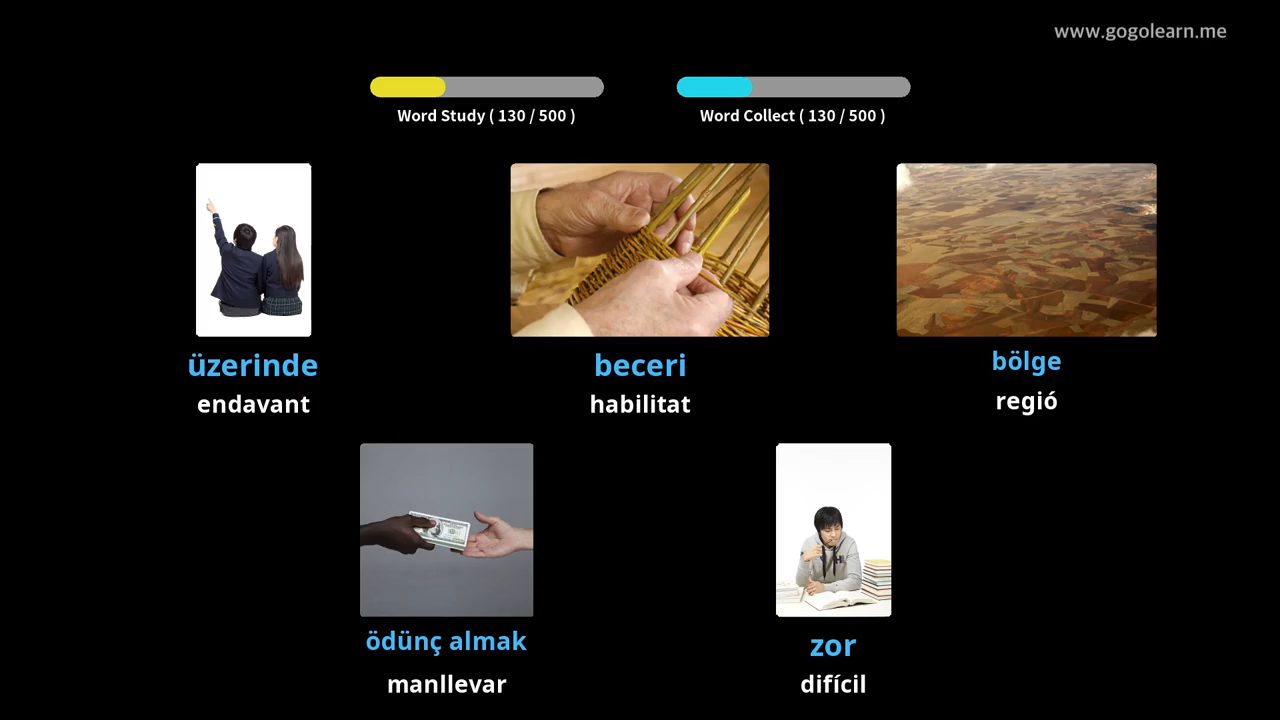 www.gogolearn.me
Word Study ( 130 / 500 )
Word Collect ( 130 / 500 )
üzerinde
endavant
beceri
habilitat
bölge
regió
ödünç almak
manllevar
zor
difícil